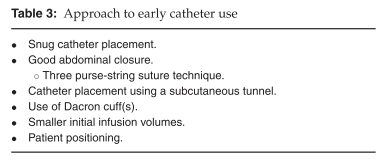 Table 3: Approach to early catheter use
• Snug catheter placement.
• Good abdominal closure.
○ Three purse-string suture technique.
• Catheter placement using a subcutaneous tunnel.
• Use of Dacron cuff(s).
• Smaller initial infusion volumes.
• Patient positioning.